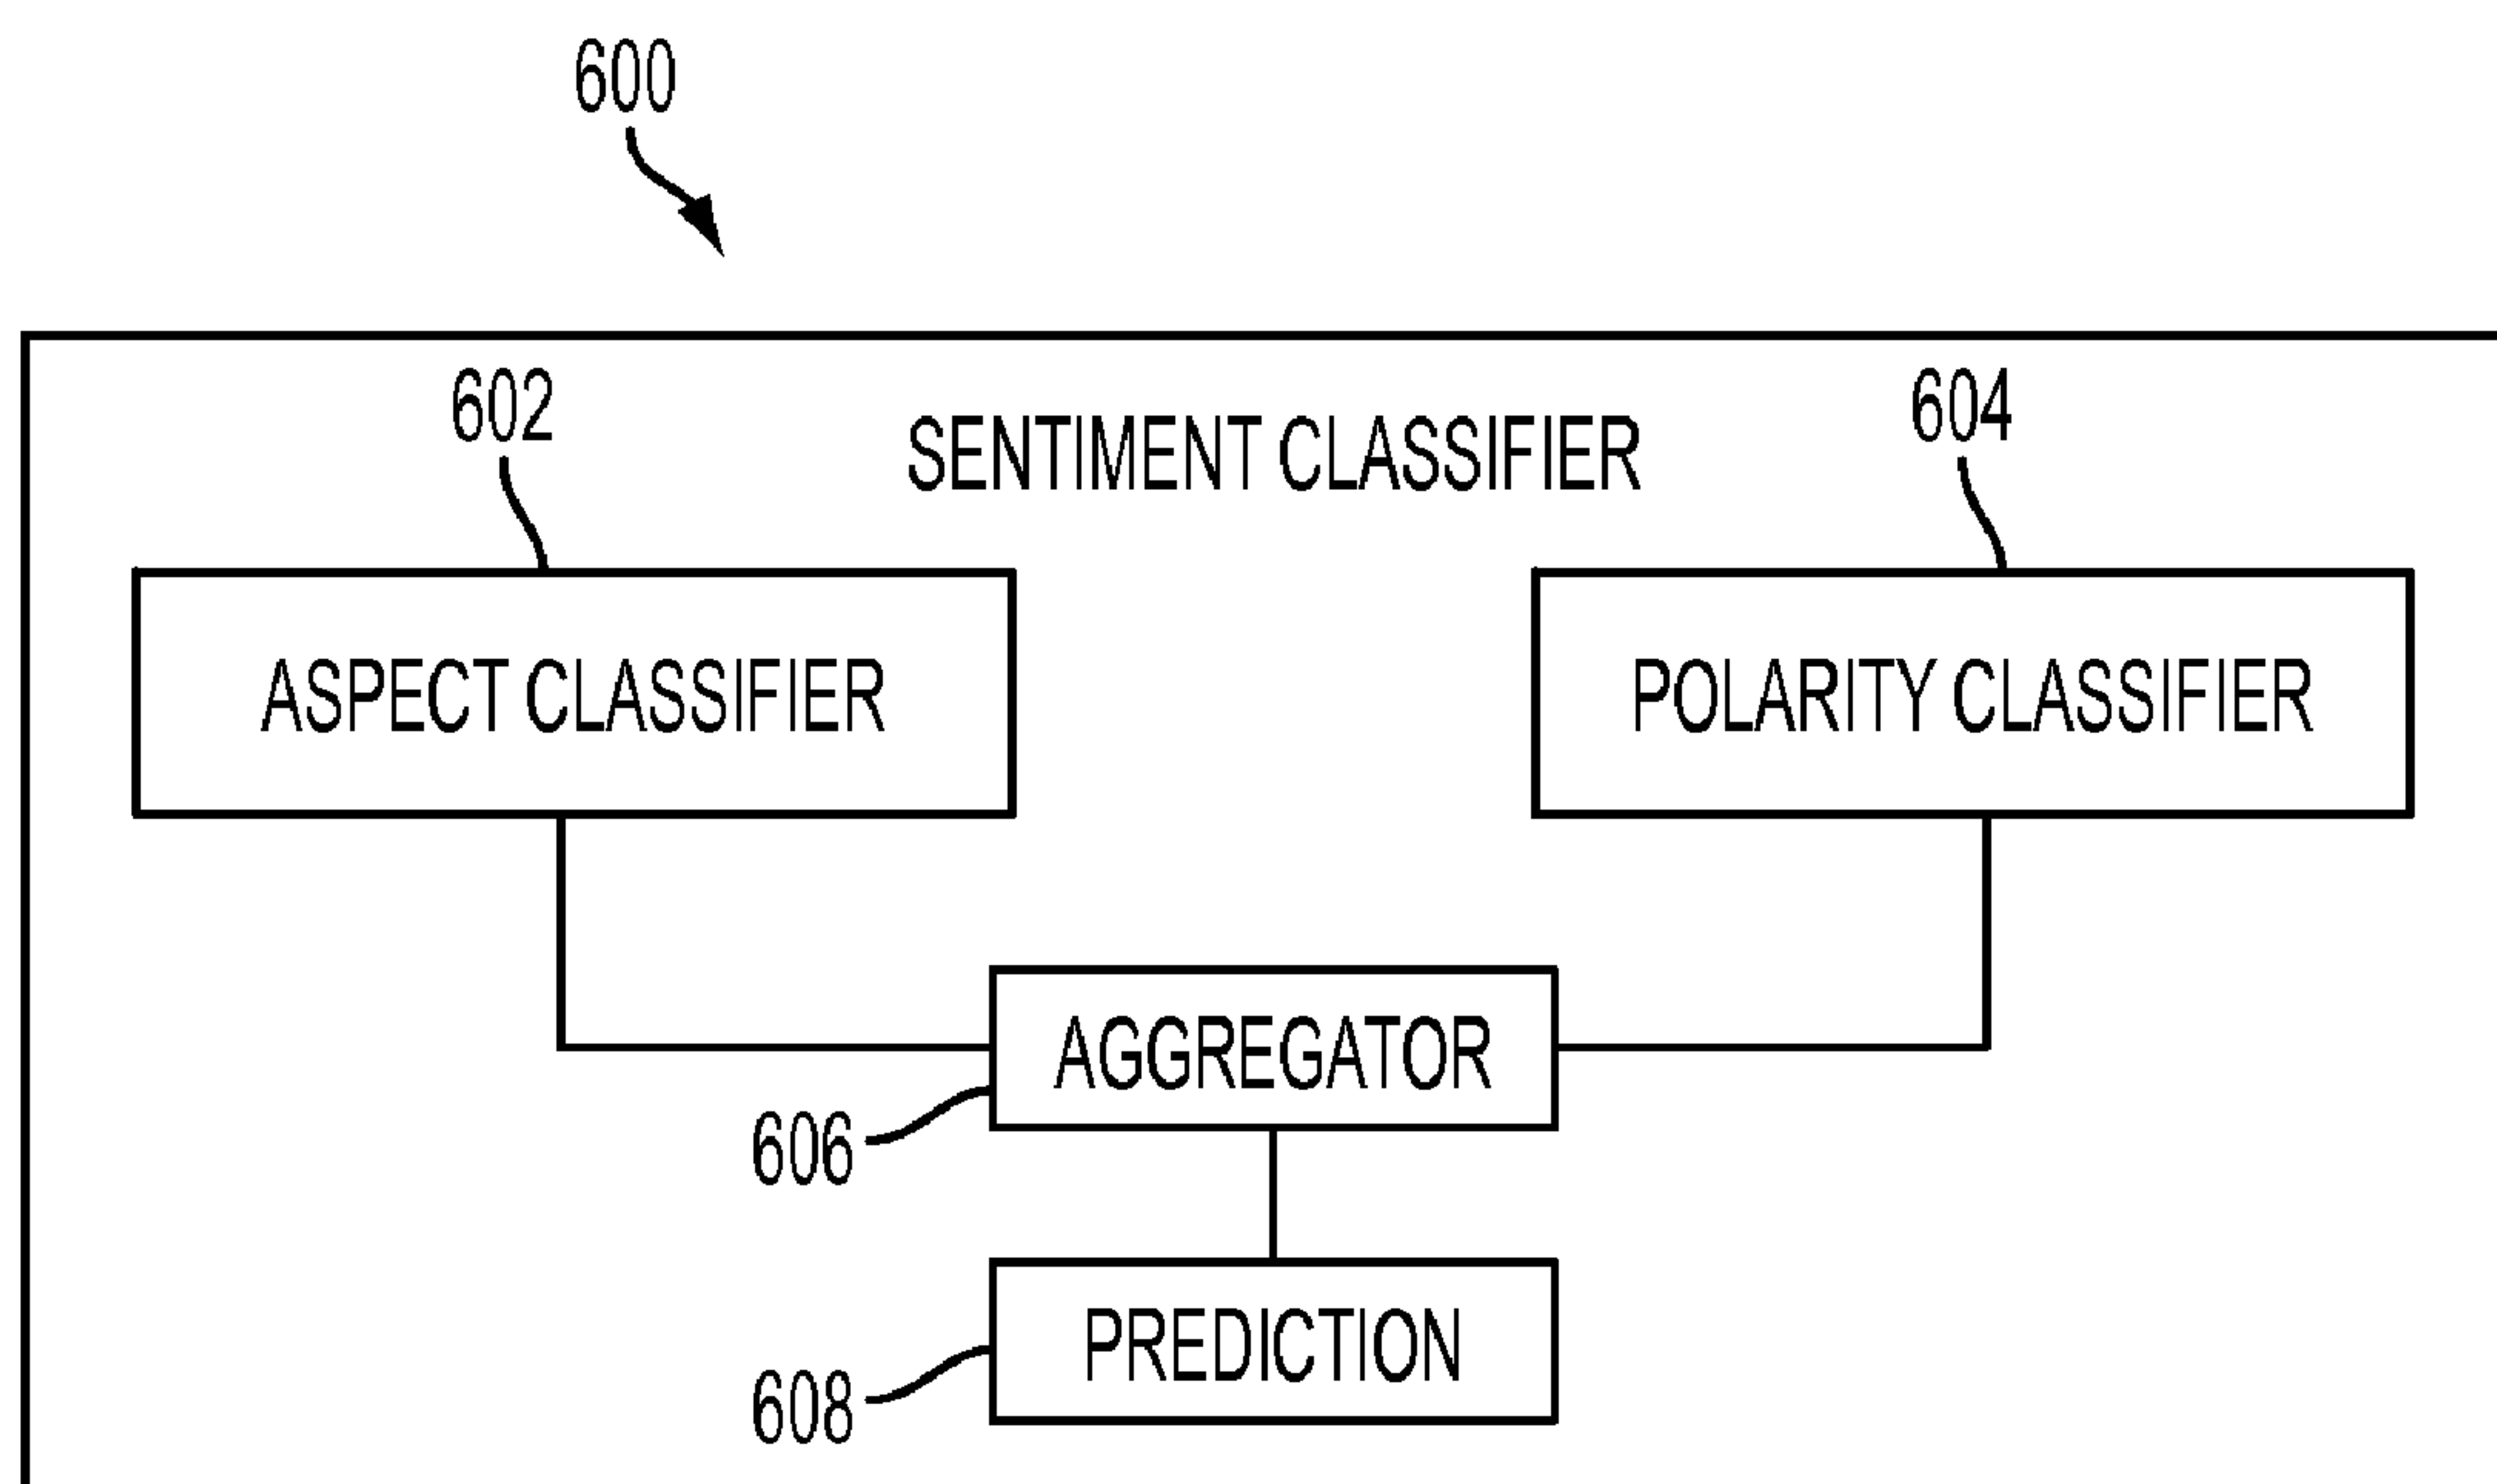 600
602
604
SENTIMENT CLASSIFIER
ASPECT CLASSIFIER
POLARITY CLASSIFIER
AGGREGATOR
606
PREDICTION
608